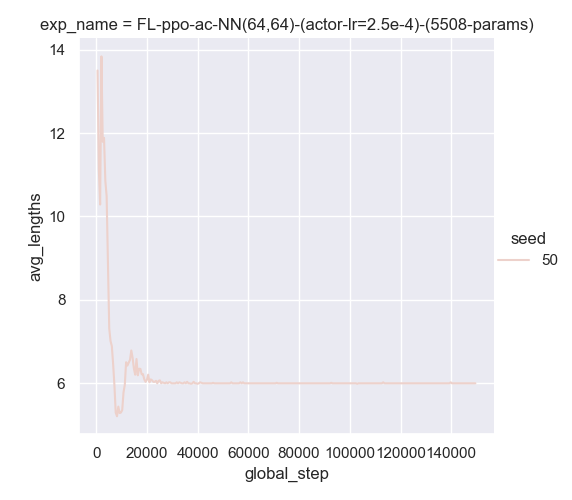 exp_name = FL-ppo-ac-NN(64,64)-(actor-lr=2.5e-4)-(5508-params)
14
12
10
8
6
avg_lengths
seed
50
0 20000 40000 60000 80000 100000 120000 140000
global_step